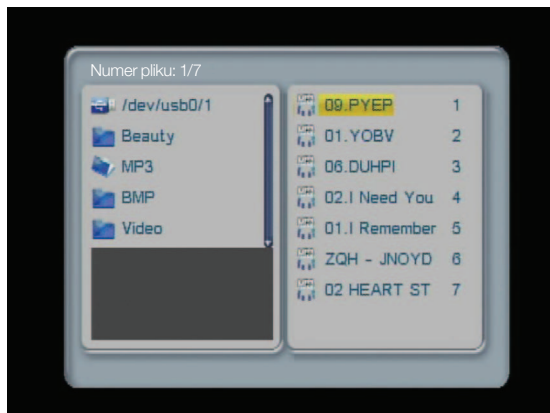 Numer pliku: 1/7
/dev/usb0/1
Beauty
MP3
BMP
Video
09.PYEP 1
01.YOBV 2
06.DUHPI 3
02.I Need You 4
01.I Remember 5
ZQH - JNOYD 6
02 HEART ST 7